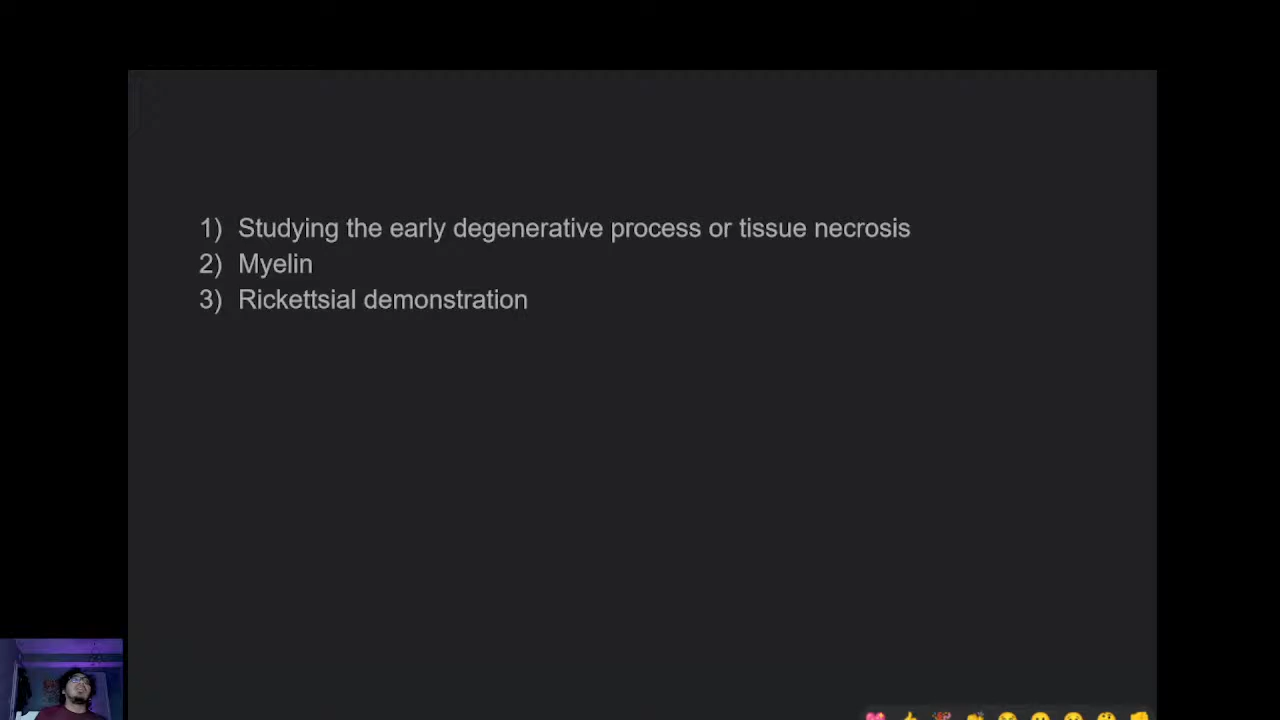 1) Studying the early degenerative process or tissue necrosis
2) Myelin
3) Rickettsial demonstration